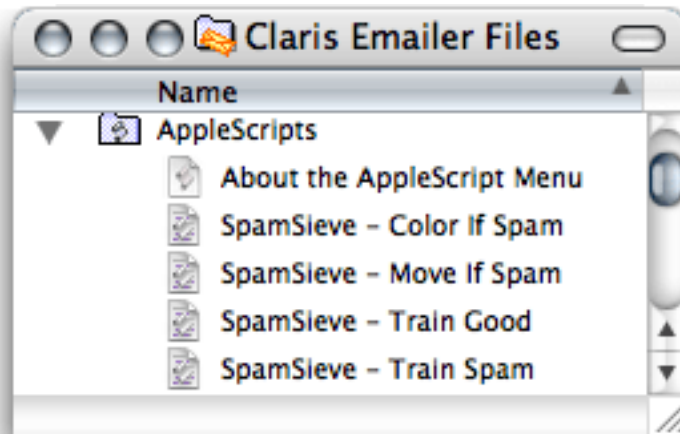 Claris Emailer Files
Name
AppleScripts
About the AppleScript Menu
SpamSieve – Color If Spam
SpamSieve – Move If Spam
SpamSieve – Train Good
SpamSieve – Train Spam